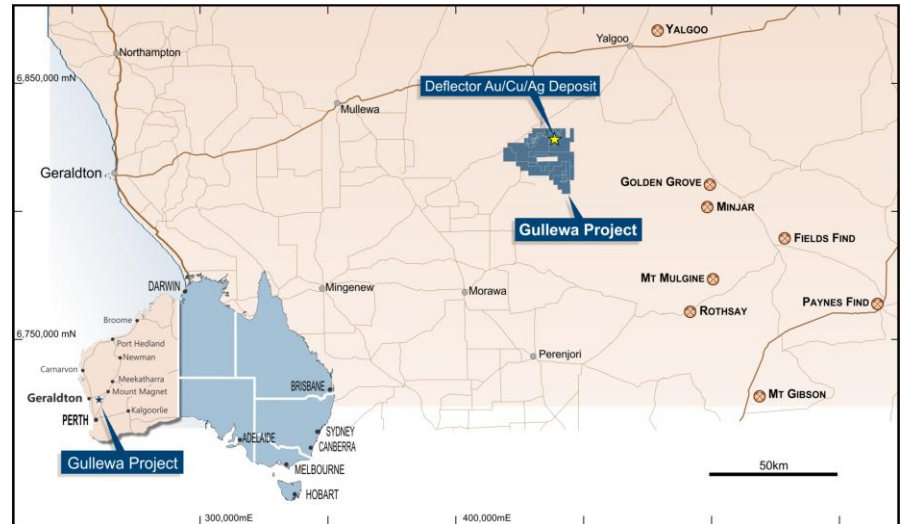 YALGOO
Yalgoo
Northampton
6,850,000 mN
Deflector Au/Cu/Ag Deposit
Mullewa
Geraldton
GOLDEN GROVE
MINJAR
Gullewa Project
FIELDS FIND
MT MULGINE
DARWIN
Mingenew
Morawa
PAYNES FIND
ROTHSAY
Broome
6,750,000 mN
Port Hedland
Newman
Perenjori
Carnarvon
Meekatharra
BRISBANE
Mount Magnet
Geraldton
MT GIBSON
Kalgoorlie
PERTH
SYDNEY
ADELAIDE
CANBERRA
Gullewa Project
MELBOURNE
50km
HOBART
300,000mE
400,000mE